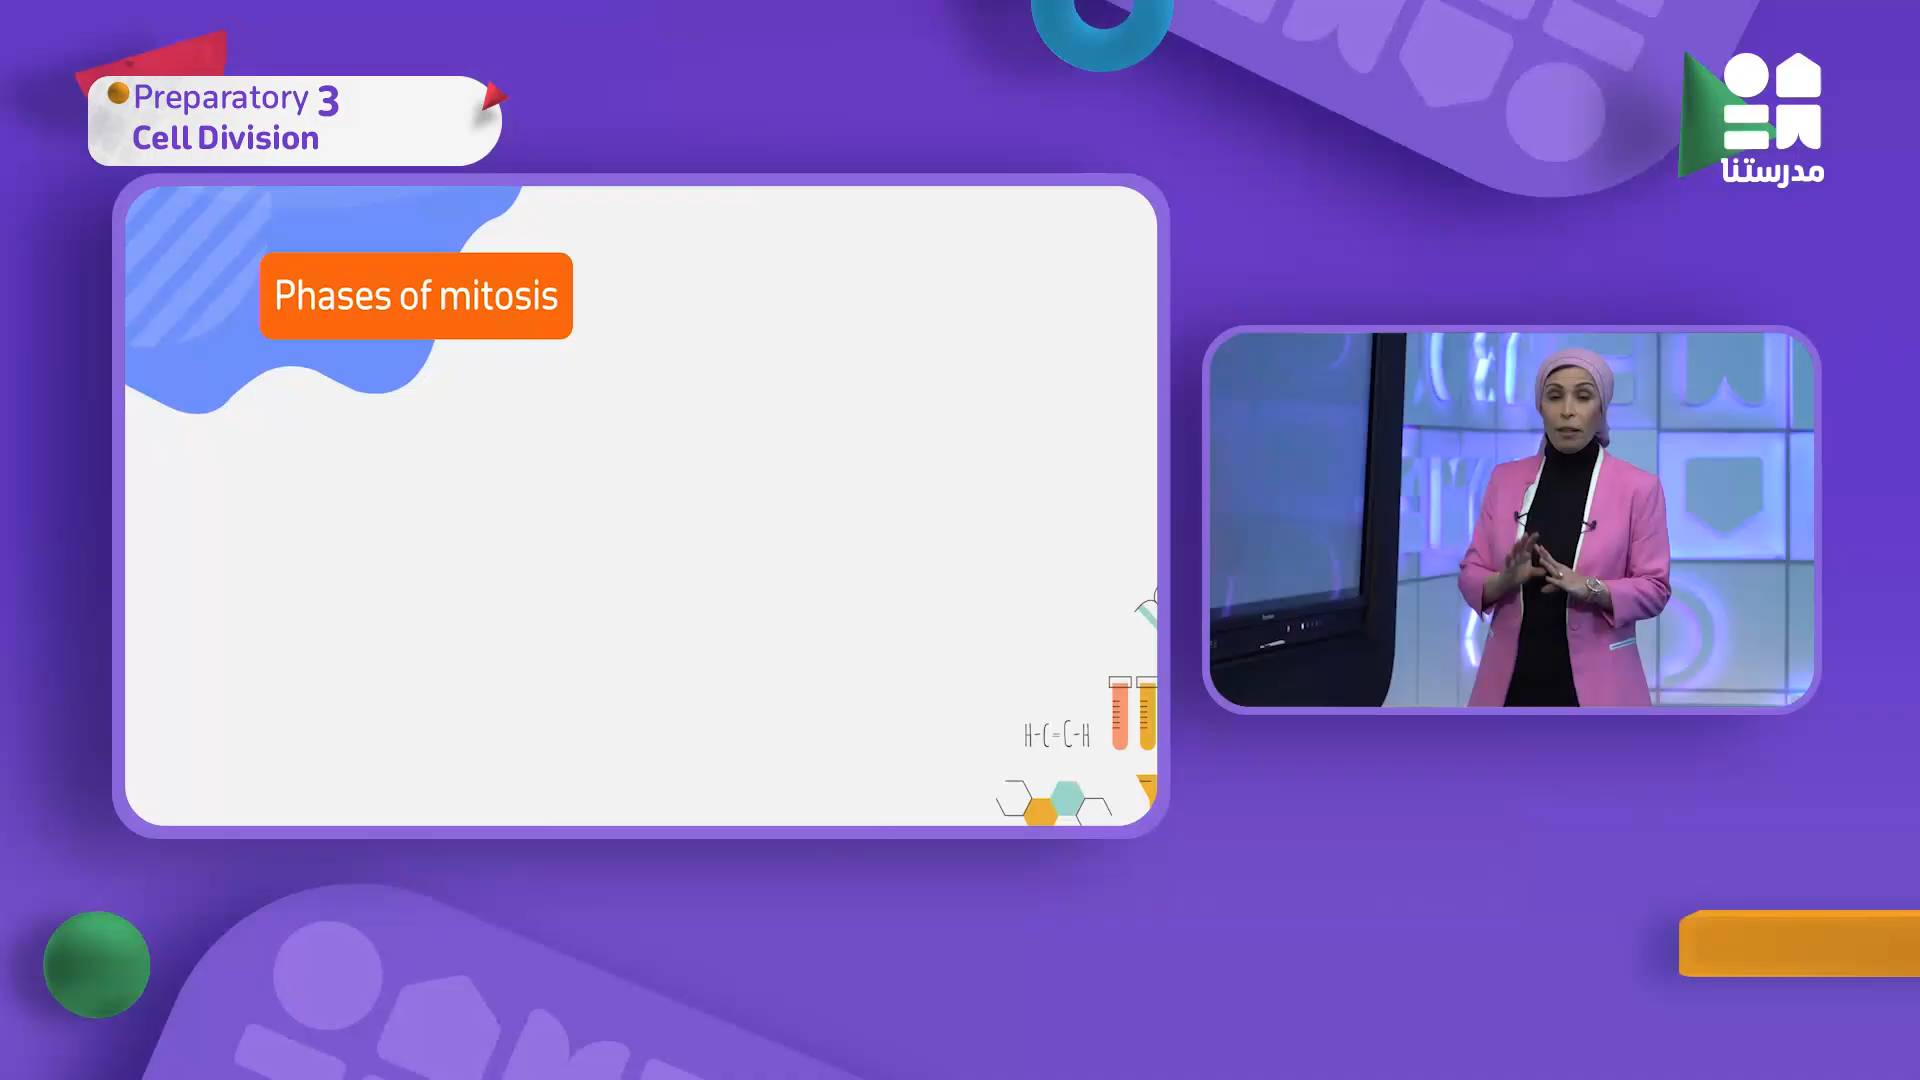 Preparatory 3
Cell Division
مدرستنا
Phases of mitosis
H-C=C-H